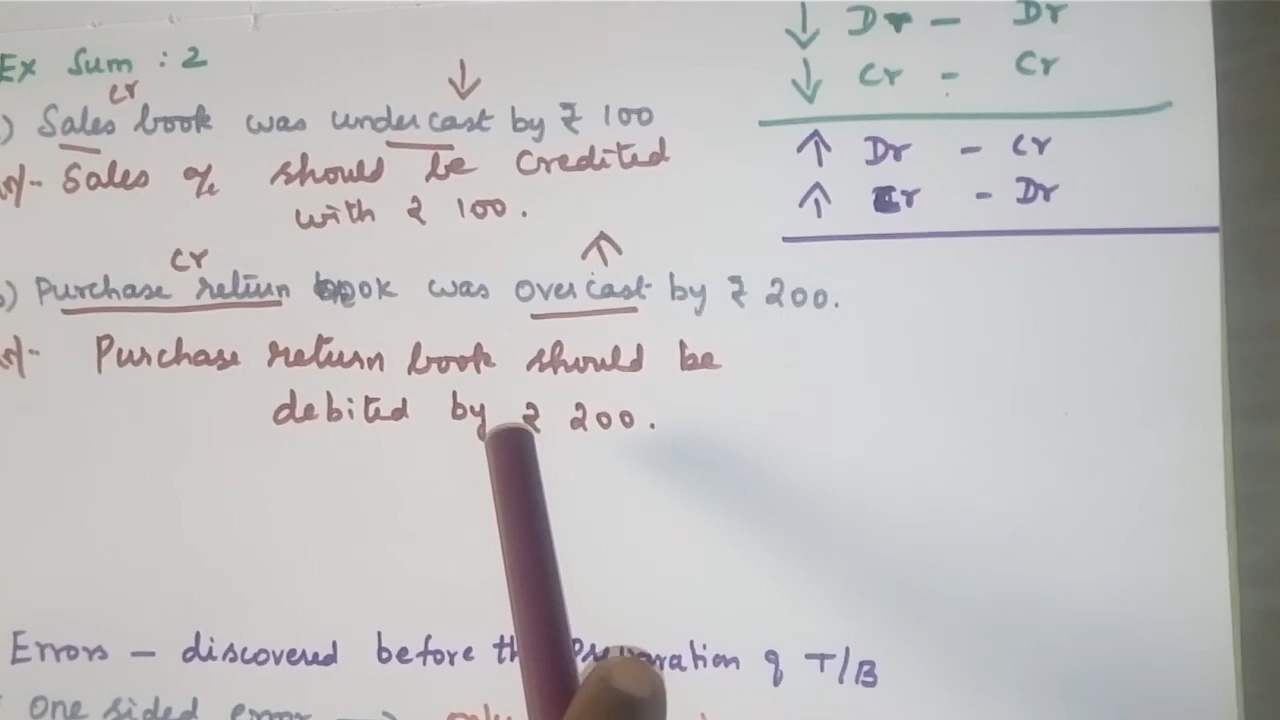 Ex Sum : 2
↓ Dr - Dr
↓ Cr - Cr
↑ Dr - Cr
↑ Cr - Dr
Cr ↓
) Sales book was undercast by ₹ 100
Sales a/c should be credited
with ₹ 100.
Cr ↑
) Purchase return book was overcast by ₹ 200.
Purchase return book should be
debited by ₹ 200.
Errors - discovered before of T/B
One sided error →